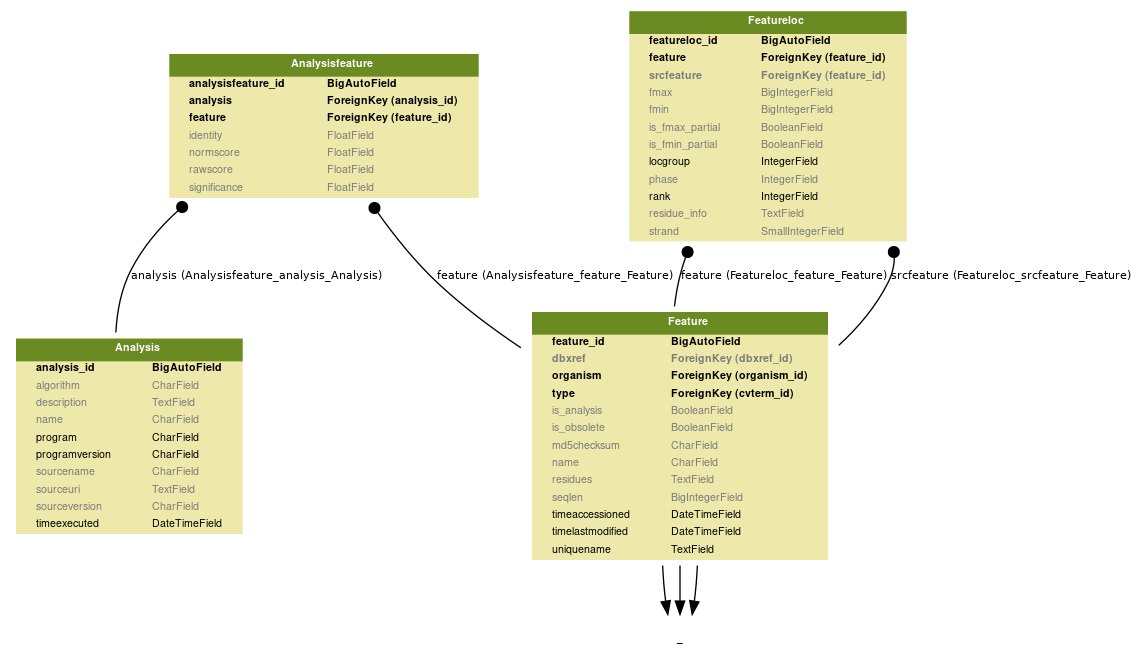 Featureloc
featureloc_id BigAutoField
feature ForeignKey (feature_id)
srcfeature ForeignKey (feature_id)
fmax BigIntegerField
fmin BigIntegerField
is_fmax_partial BooleanField
is_fmin_partial BooleanField
locgroup IntegerField
phase IntegerField
rank IntegerField
residue_info TextField
strand SmallIntegerField
Analysisfeature
analysisfeature_id BigAutoField
analysis ForeignKey (analysis_id)
feature ForeignKey (feature_id)
identity FloatField
normscore FloatField
rawscore FloatField
significance FloatField
analysis (Analysisfeature_analysis_Analysis)
feature (Analysisfeature_feature_Feature)
feature (Featureloc_feature_Feature)
srcfeature (Featureloc_srcfeature_Feature)
Analysis
analysis_id BigAutoField
algorithm CharField
description TextField
name CharField
program CharField
programversion CharField
sourcename CharField
sourceuri TextField
sourceversion CharField
timeexecuted DateTimeField
Feature
feature_id BigAutoField
dbxref ForeignKey (dbxref_id)
organism ForeignKey (organism_id)
type ForeignKey (cvterm_id)
is_analysis BooleanField
is_obsolete BooleanField
md5checksum CharField
name CharField
residues TextField
seqlen BigIntegerField
timeaccessioned DateTimeField
timelastmodified DateTimeField
uniquename TextField
_